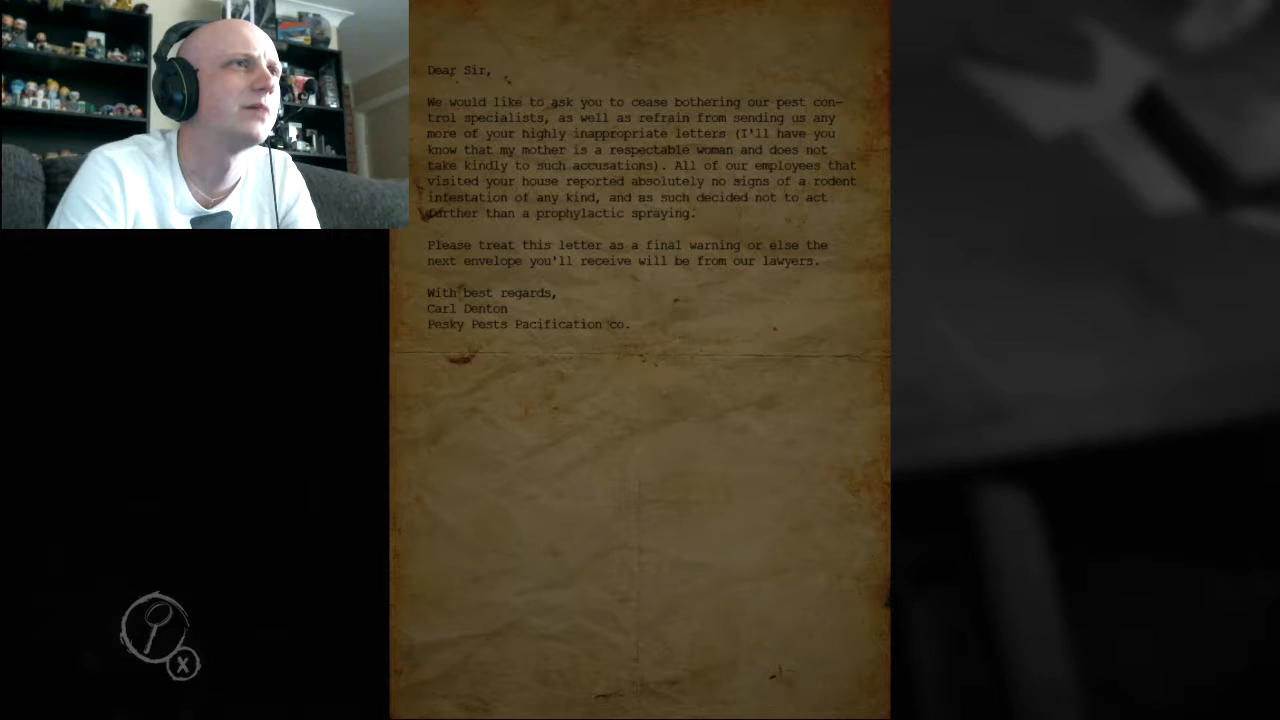 Dear Sir,
We would like to ask you to cease bothering our pest con-
trol specialists, as well as refrain from sending us any
more of your highly inappropriate letters (I'll have you
know that my mother is a respectable woman and does not
take kindly to such accusations). All of our employees that
visited your house reported absolutely no signs of a rodent
infestation of any kind, and as such decided not to act
farther than a prophylactic spraying.
Please treat this letter as a final warning or else the
next envelope you'll receive will be from our lawyers.
With best regards,
Carl Denton
Pesky Pests Pacification co.
X